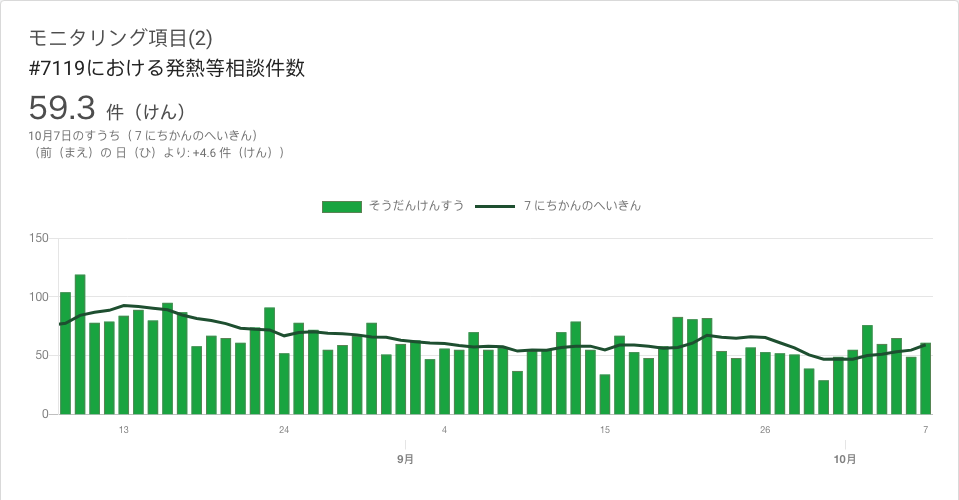 モニタリング項目(2)
#7119における発熱等相談件数
59.3 件（けん）
10月7日のすうち（７にちかんのへいきん）
（前（まえ）の 日（ひ）より: +4.6 件（けん））
そうだんけんすう ７にちかんのへいきん
150
100
50
0
13 24 4 15 26 7
9月 10月